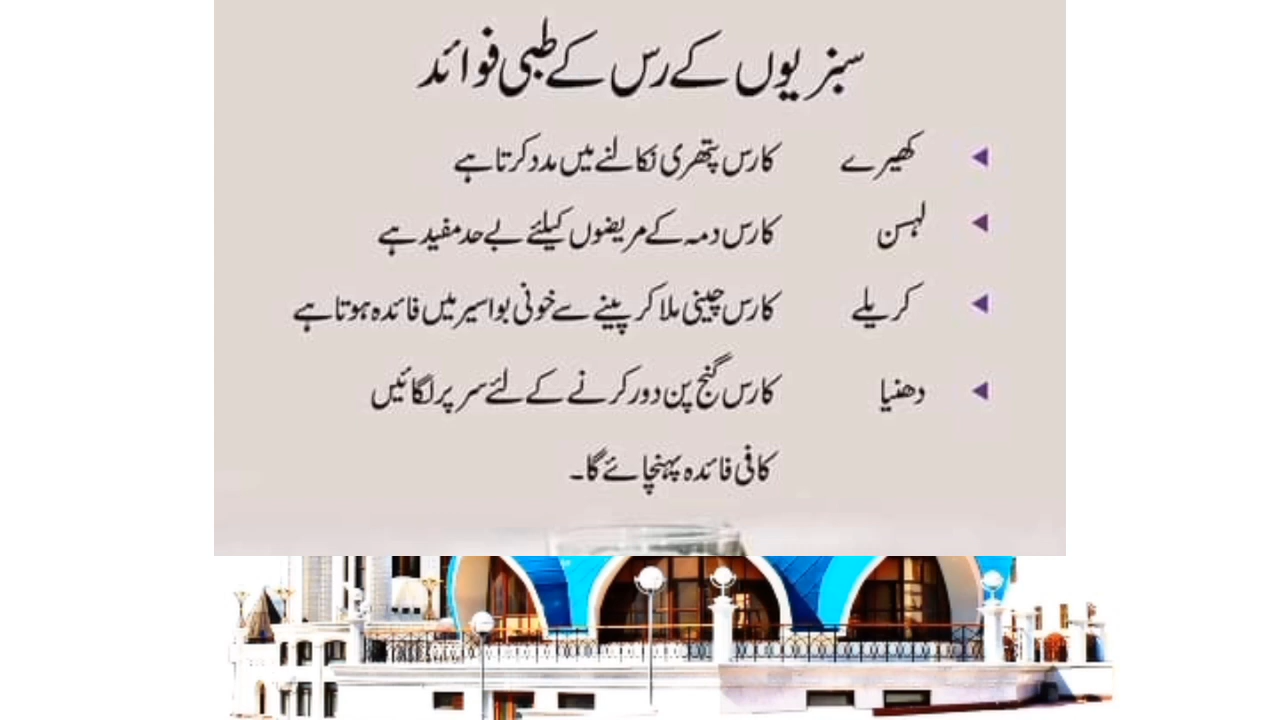 سبزیوں کے رس کے طبی فوائد
کھیرے کا رس پتھری نکالنے میں مدد کرتا ہے
لہسن کا رس دمہ کے مریضوں کیلئے بے حد مفید ہے
کریلے کا رس چینی ملا کر پینے سے خونی بواسیر میں فائدہ ہوتا ہے
دھنیا کا رس گنج پن دور کرنے کے لئے سر پر لگائیں
کافی فائدہ پہنچائے گا۔